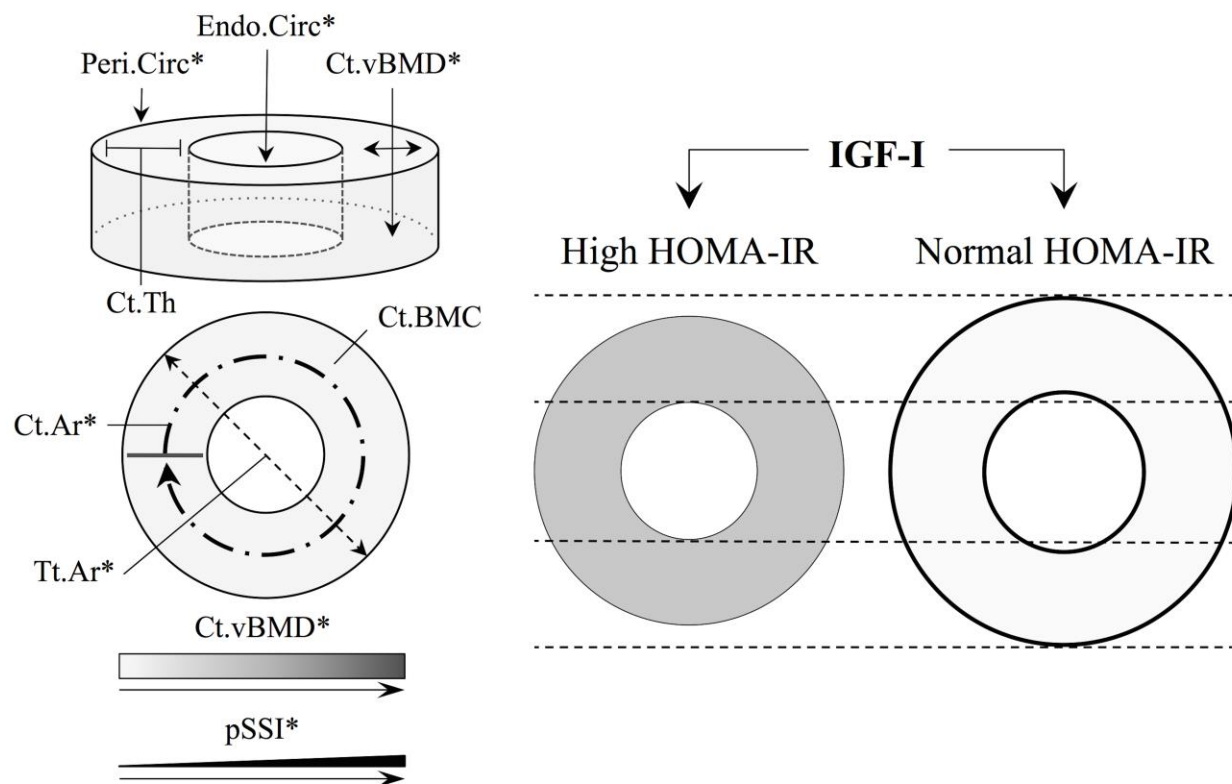 Endo.Circ*
Peri.Circ*
Ct.vBMD*
Ct.Th
Ct.BMC
Ct.Ar*
Tt.Ar*
Ct.vBMD*
pSSI*
IGF-I
High HOMA-IR
Normal HOMA-IR